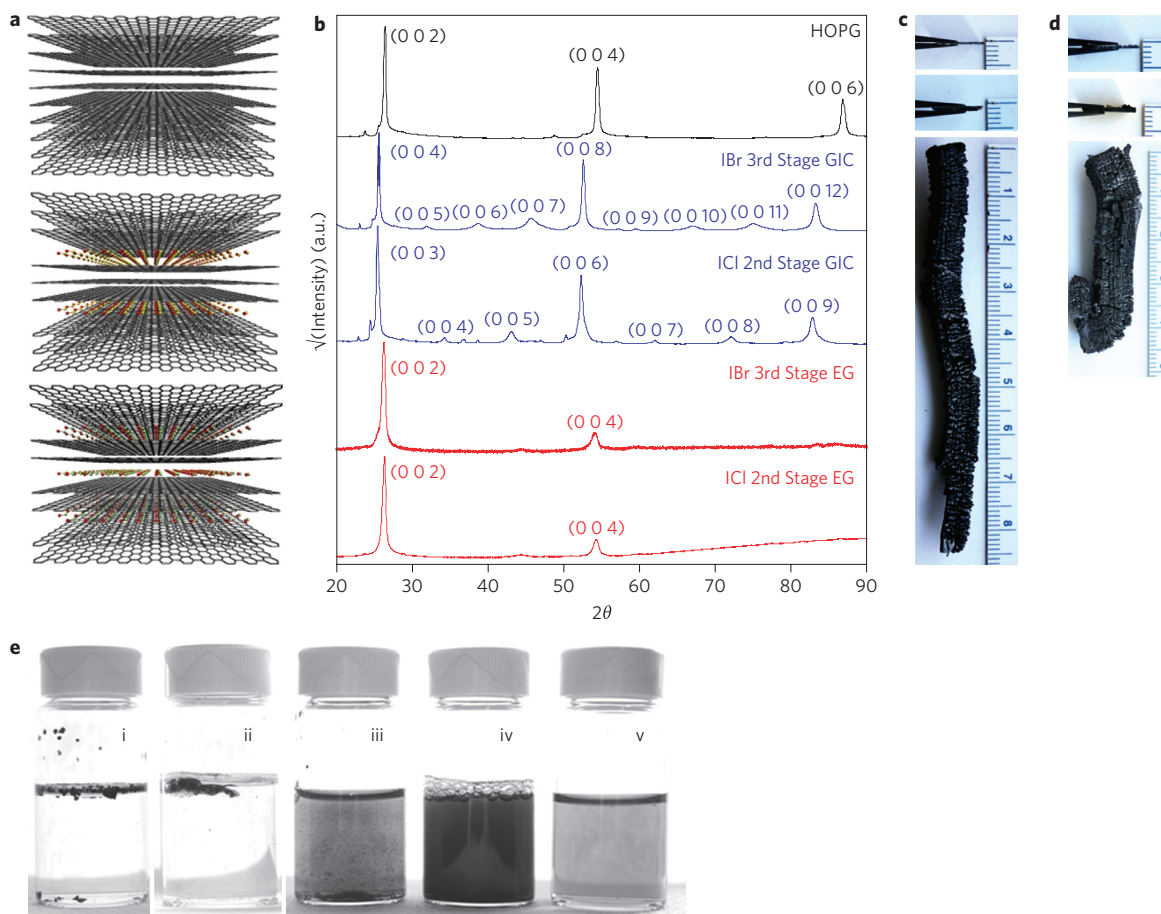 a
b
c
d
(0 0 2)
(0 0 4)
HOPG
(0 0 6)
(0 0 4)
(0 0 8)
IBr 3rd Stage GIC
(0 0 5)
(0 0 6)
(0 0 7)
(0 0 9)
(0 0 10)
(0 0 11)
(0 0 12)
(0 0 3)
(0 0 6)
ICl 2nd Stage GIC
(0 0 4)
(0 0 5)
(0 0 7)
(0 0 8)
(0 0 9)
(0 0 2)
IBr 3rd Stage EG
(0 0 4)
(0 0 2)
ICl 2nd Stage EG
(0 0 4)
√(Intensity) (a.u.)
20
30
40
50
60
70
80
90
2θ
1
2
3
4
5
6
7
8
e
i
ii
iii
iv
v